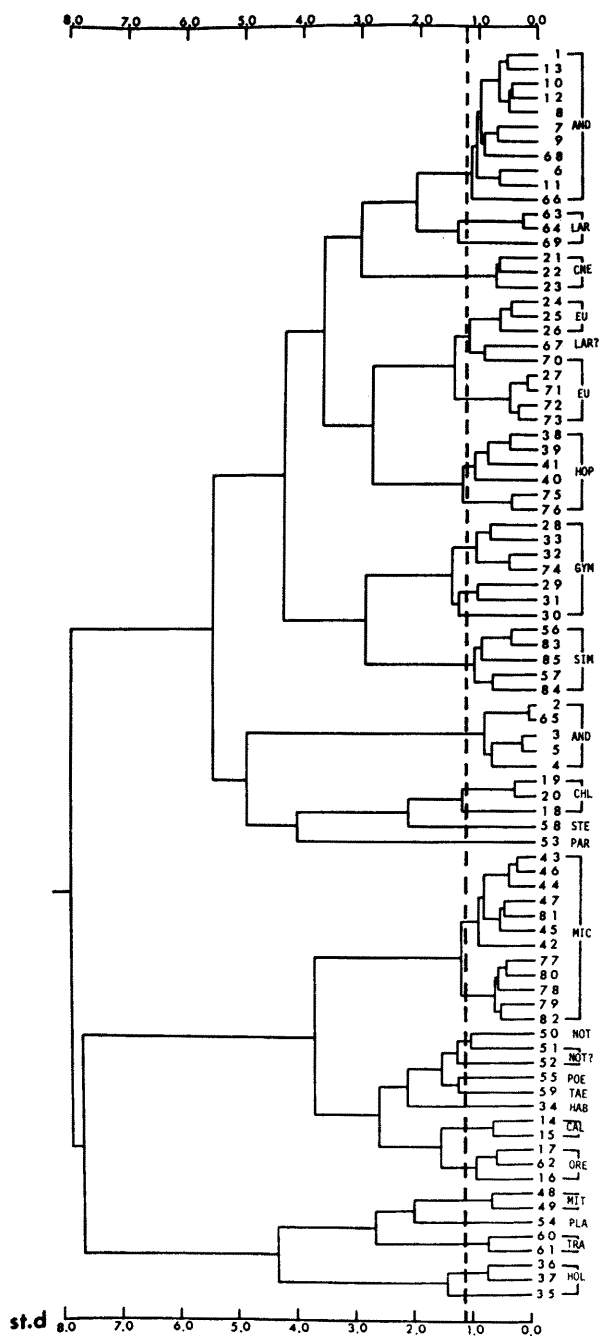 8,0 7,0 6,0 5,0 4,0 3,0 2,0 1,0 0,0
1
13
10
12
8
7 ANO
9
68
6
11
66
63
64 LAR
69
21
22 CNE
23
24
25 EU
26
67 LAR?
70
27
71 EU
72
73
38
39
41 HOP
40
75
76
28
33
32
74 GYM
29
31
30
56
83
85 SIM
57
84
2
65
3 AND
5
4
19
20 CHL
18
58 STE
53 PAR
43
46
44
47
81
45 MIC
42
77
80
78
79
82
50 NOT
51
52 NOT?
55 POE
59 TAE
34 HAB
14 CAL
15
17
62 ORE
16
48 MIT
49
54 PLA
60 TRA
61
36
37 HOL
35
st.d 8.0 7,0 6,0 5,0 4,0 3,0 2,0 1,0 0,0